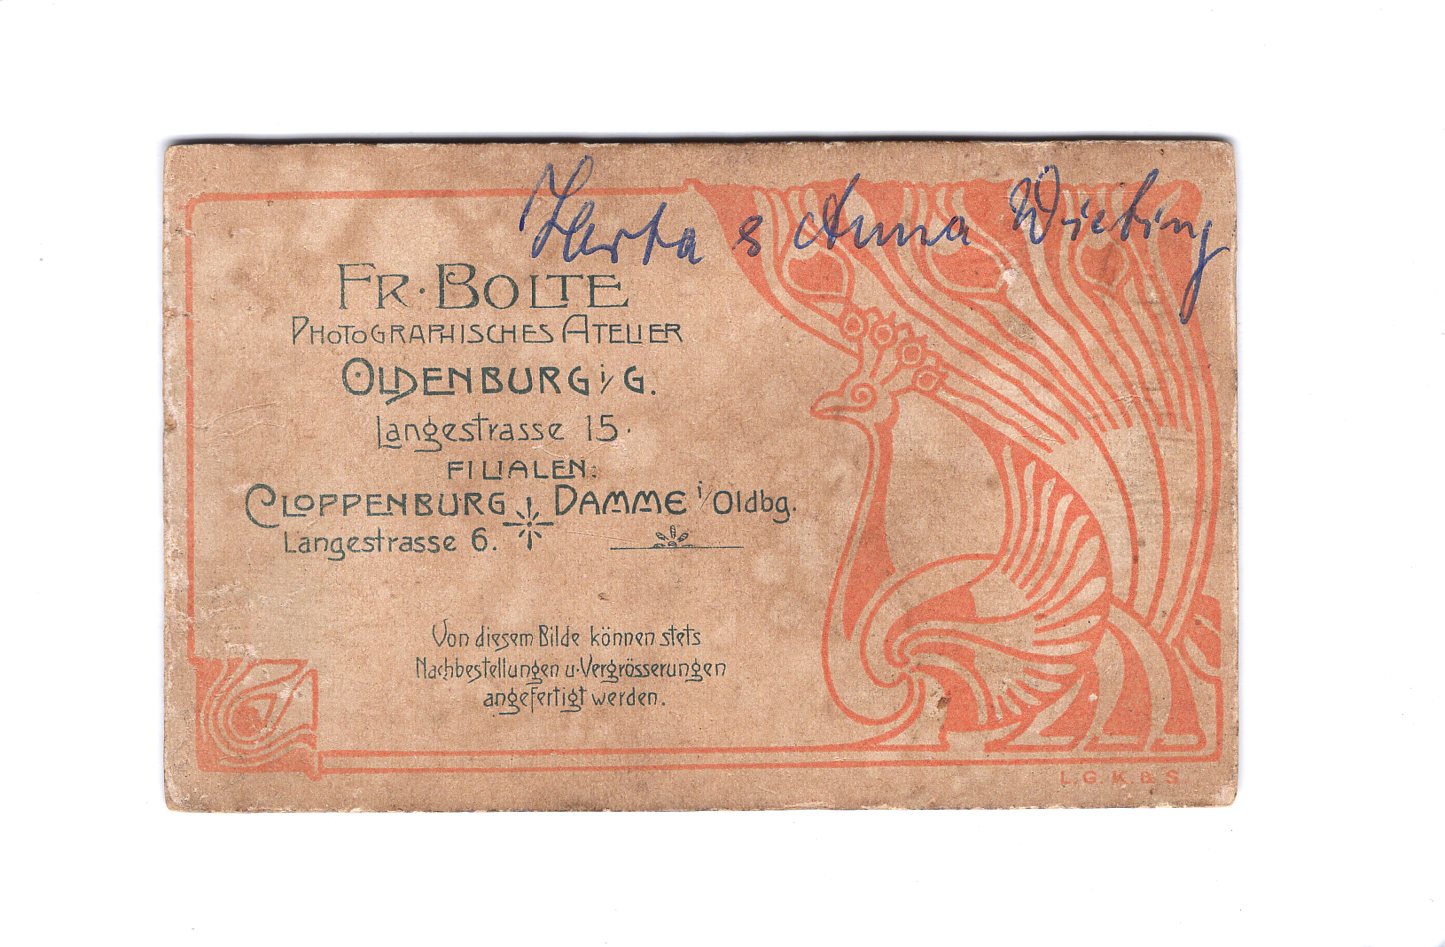 Herta & Anna Wieting
FR. BOLTE
PHOTOGRAPHISCHES ATELIER
OLDENBURG i/G.
Langestrasse 15.
FILIALEN:
CLOPPENBURG DAMME i/Oldbg.
Langestrasse 6.
Von diesem Bilde können stets
Nachbestellungen u. Vergrösserungen
angefertigt werden.
L. G. K. & S.